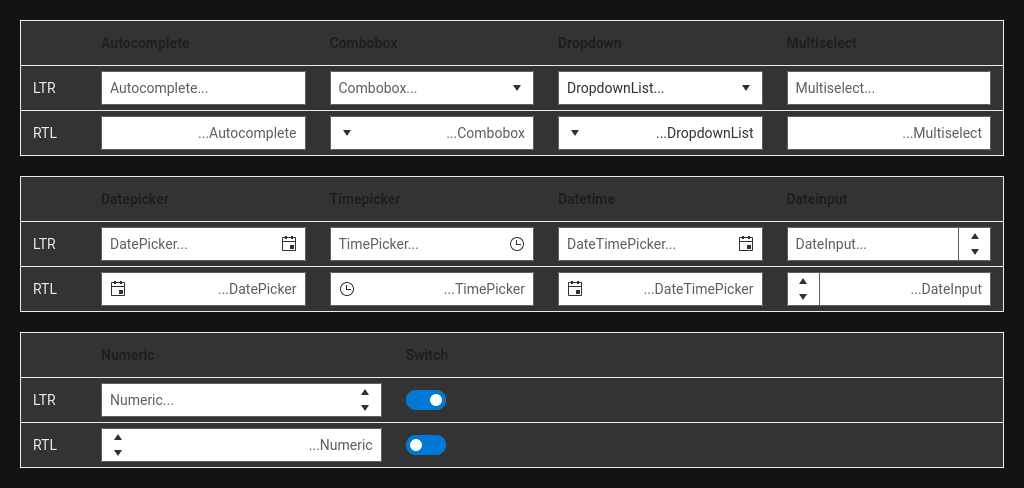 Autocomplete Combobox Dropdown Multiselect
LTR Autocomplete... Combobox... DropdownList... Multiselect...
RTL ...Autocomplete ...Combobox ...DropdownList ...Multiselect
Datepicker Timepicker Datetime Dateinput
LTR DatePicker... TimePicker... DateTimePicker... DateInput...
RTL ...DatePicker ...TimePicker ...DateTimePicker ...DateInput
Numeric Switch
LTR Numeric...
RTL ...Numeric